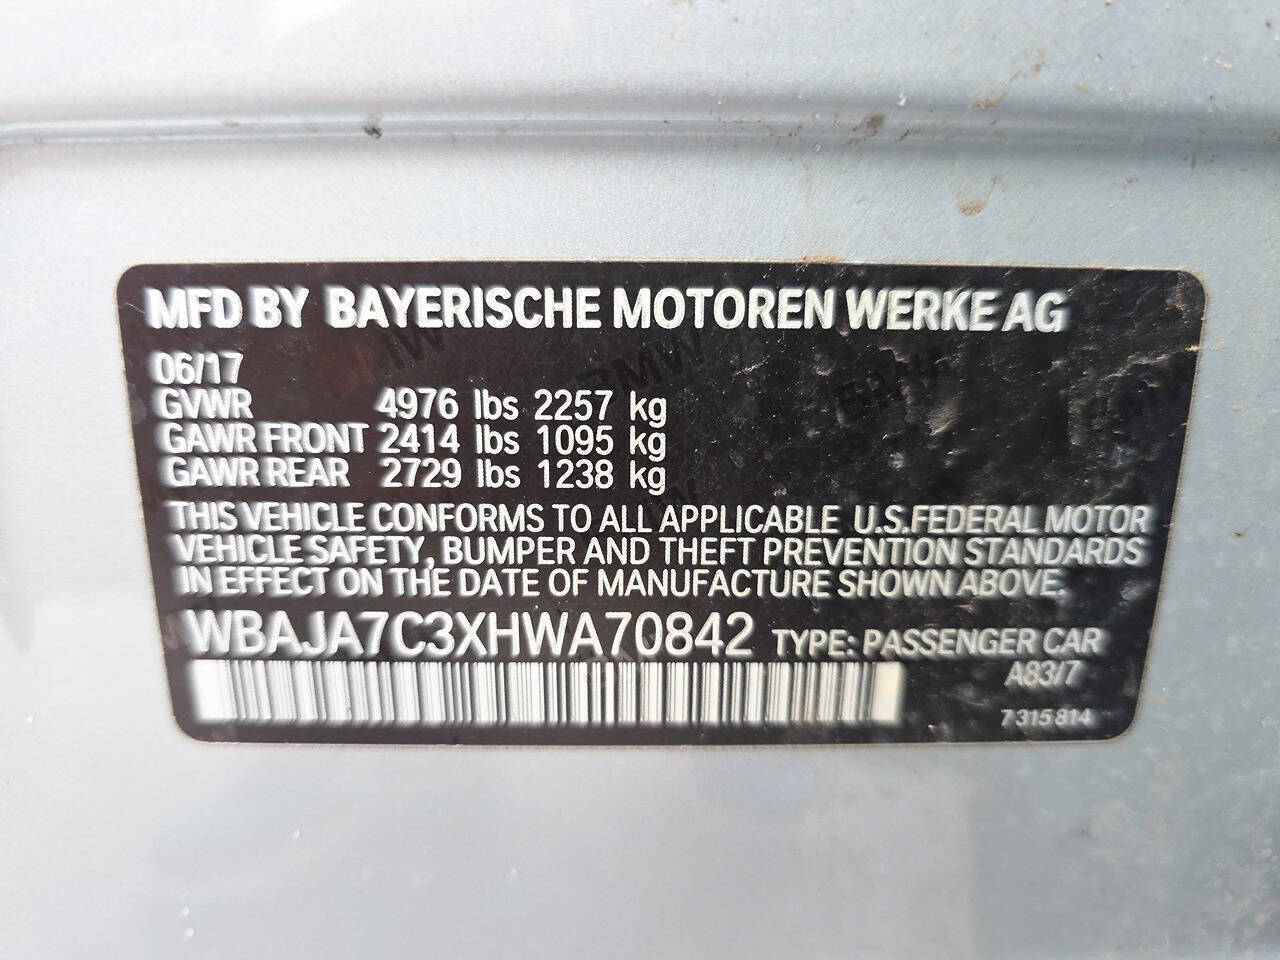 MFD BY BAYERISCHE MOTOREN WERKE AG
06/17
GVWR 4976 lbs 2257 kg
GAWR FRONT 2414 lbs 1095 kg
GAWR REAR 2729 lbs 1238 kg
THIS VEHICLE CONFORMS TO ALL APPLICABLE U.S.FEDERAL MOTOR
VEHICLE SAFETY, BUMPER AND THEFT PREVENTION STANDARDS
IN EFFECT ON THE DATE OF MANUFACTURE SHOWN ABOVE.
WBAJA7C3XHWA70842 TYPE: PASSENGER CAR
A83/7
7 315 814